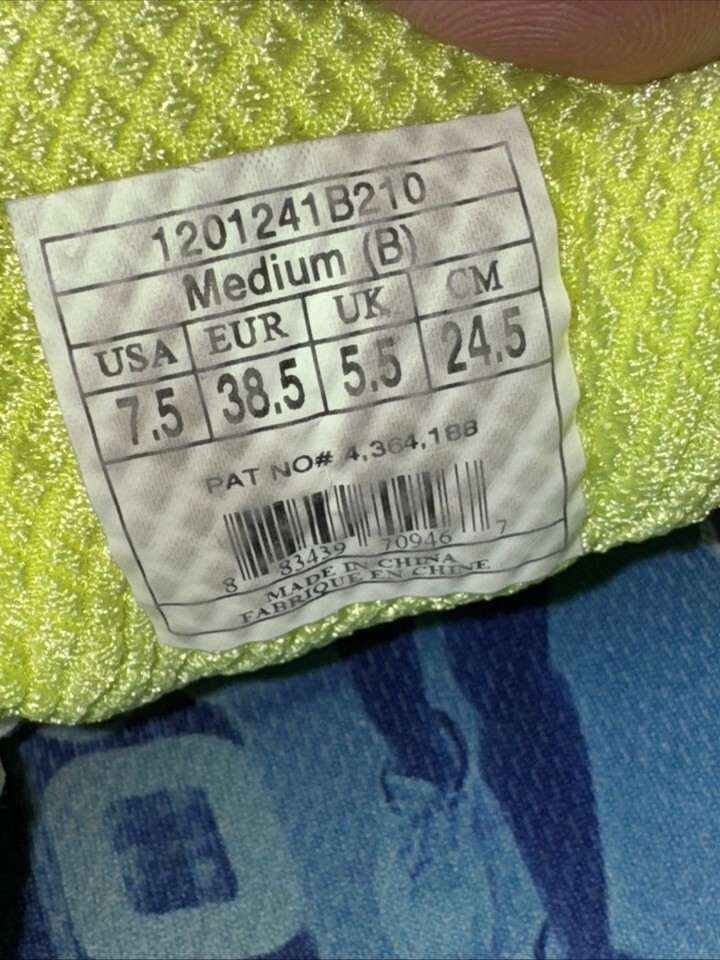 1201241B210
Medium (B)
USA EUR UK CM
7.5 38.5 5.5 24.5
PAT NO# 4,364,188
8 83439 70946 7
MADE IN CHINA
FABRIQUE EN CHINE